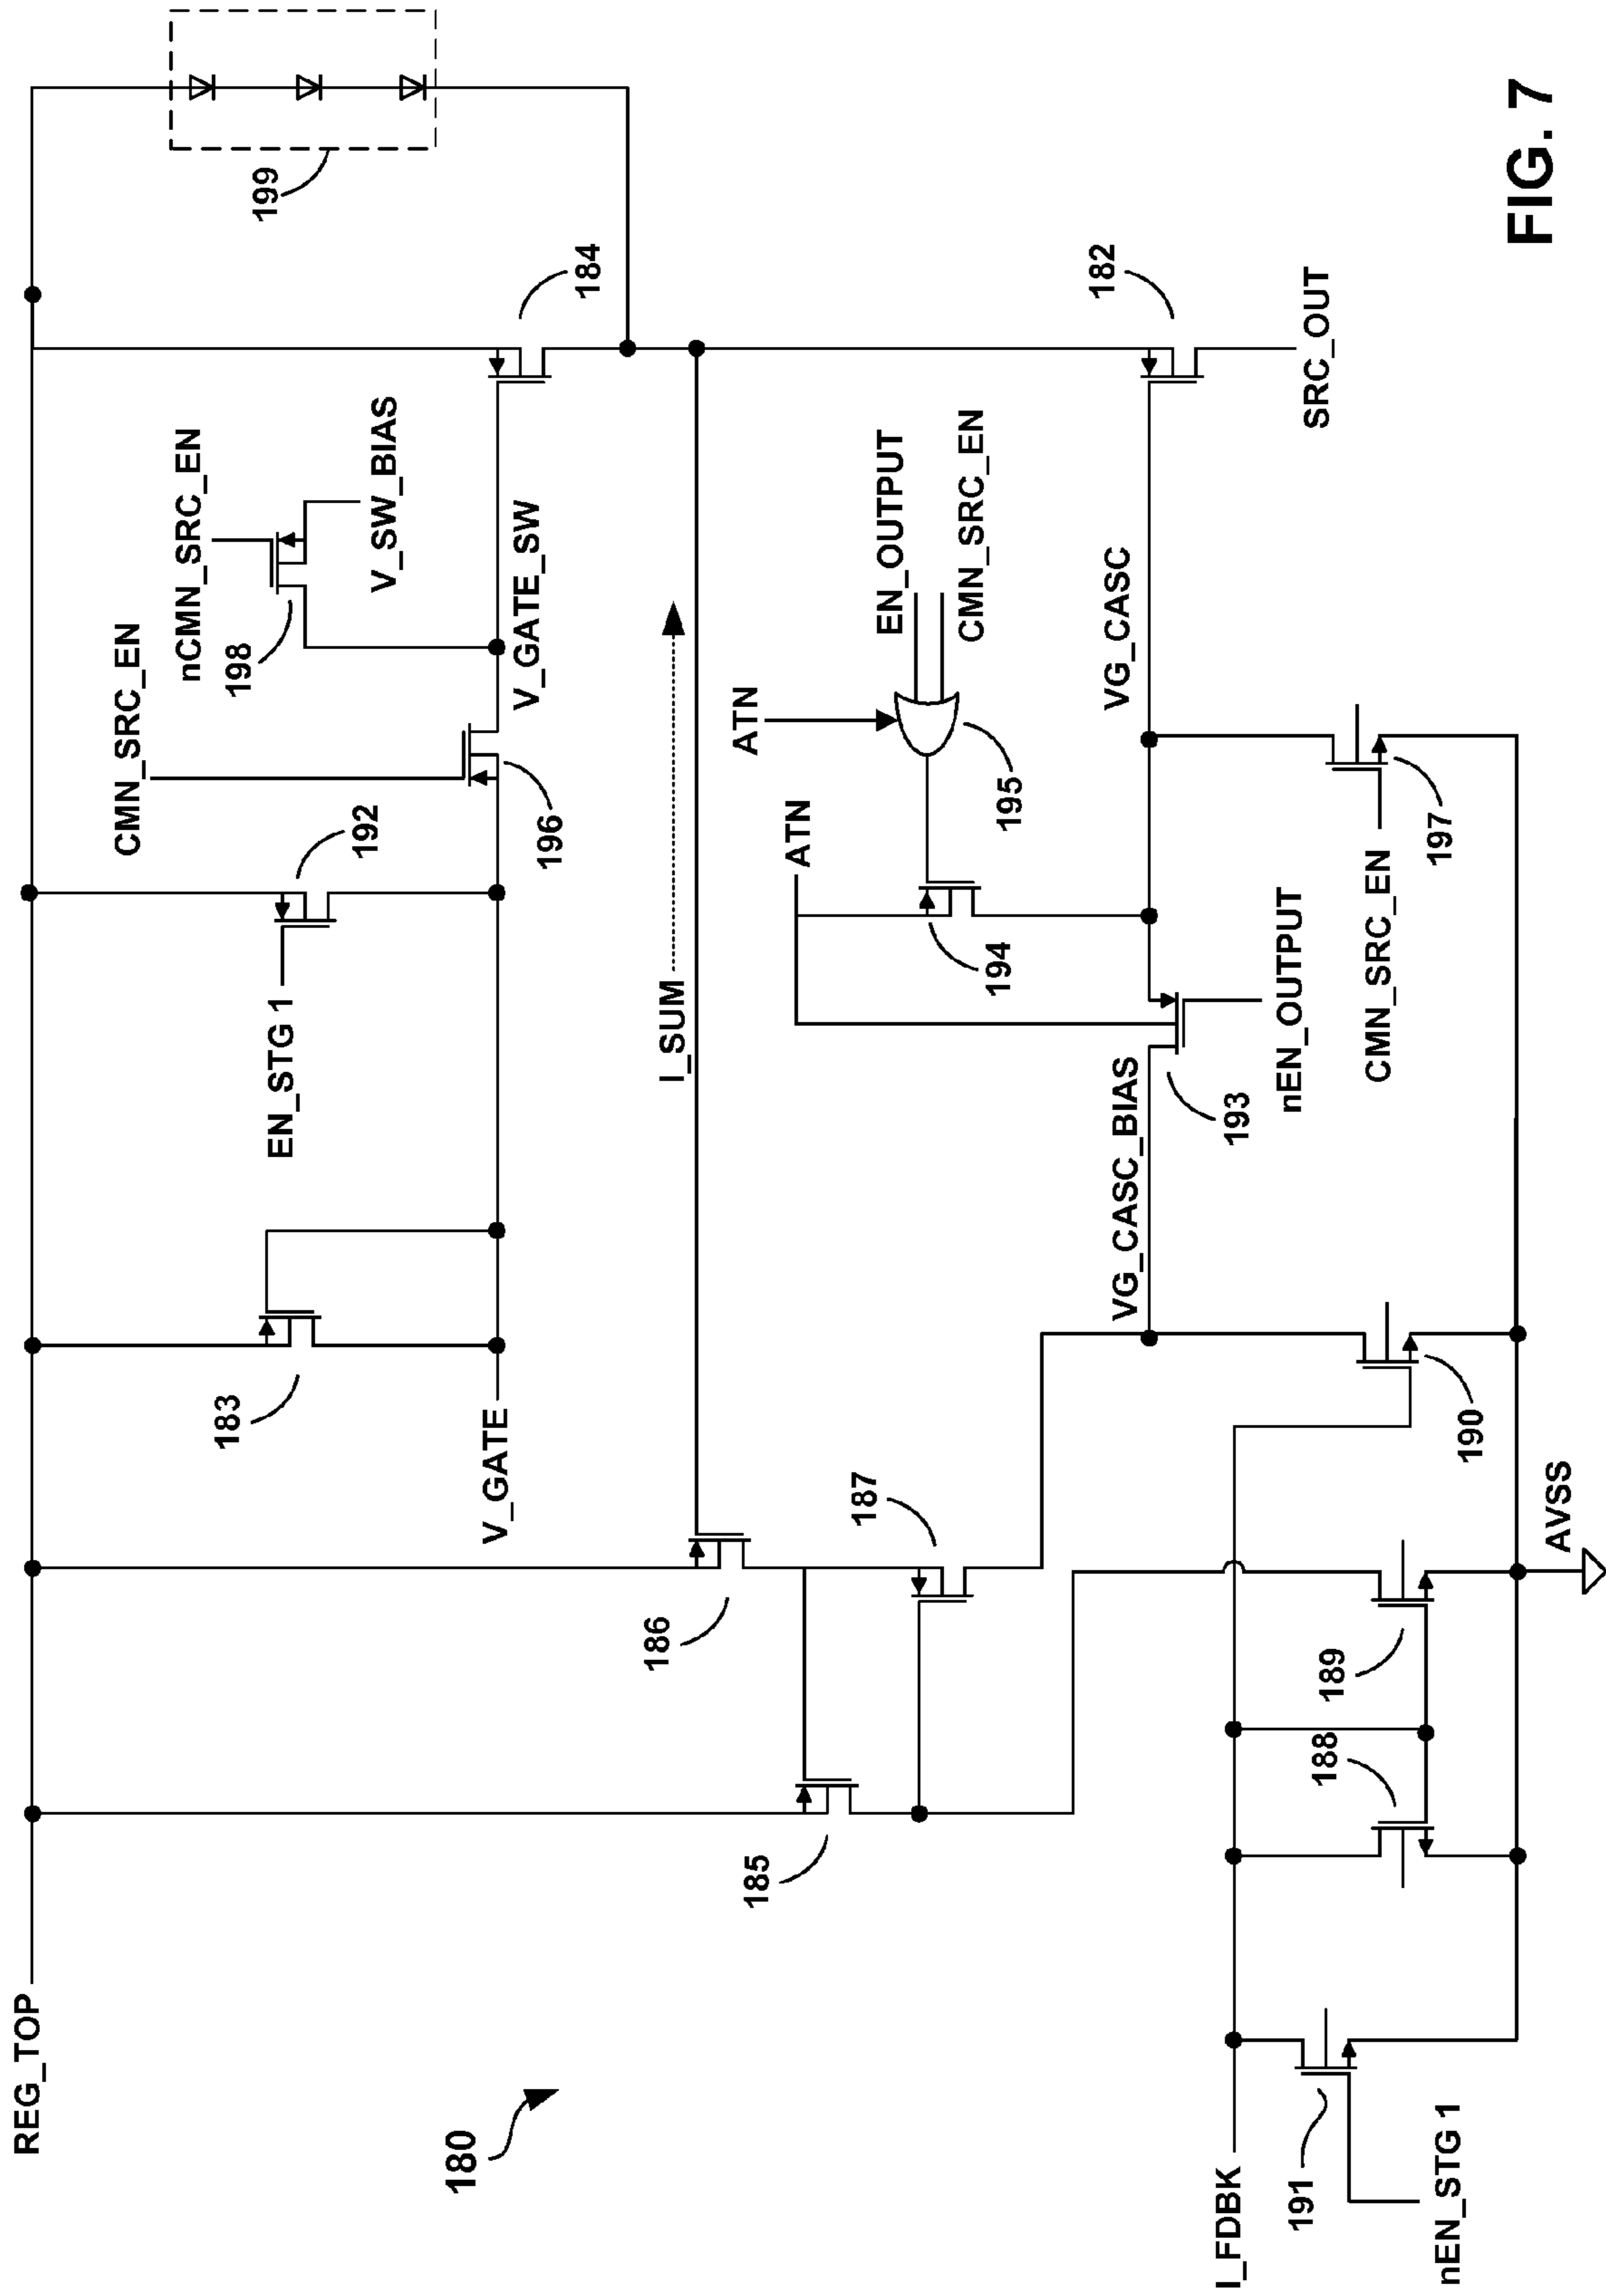 REG_TOP
180
183
V_GATE
EN_STG 1
192
CMN_SRC_EN
196
nCMN_SRC_EN
198
V_SW_BIAS
V_GATE_SW
184
199
I_SUM
186
185
187
ATN
ATN
194
195
EN_OUTPUT
CMN_SRC_EN
VG_CASC
182
SRC_OUT
VG_CASC_BIAS
193
nEN_OUTPUT
CMN_SRC_EN
197
I_FDBK
191
nEN_STG 1
188
189
190
AVSS
FIG. 7